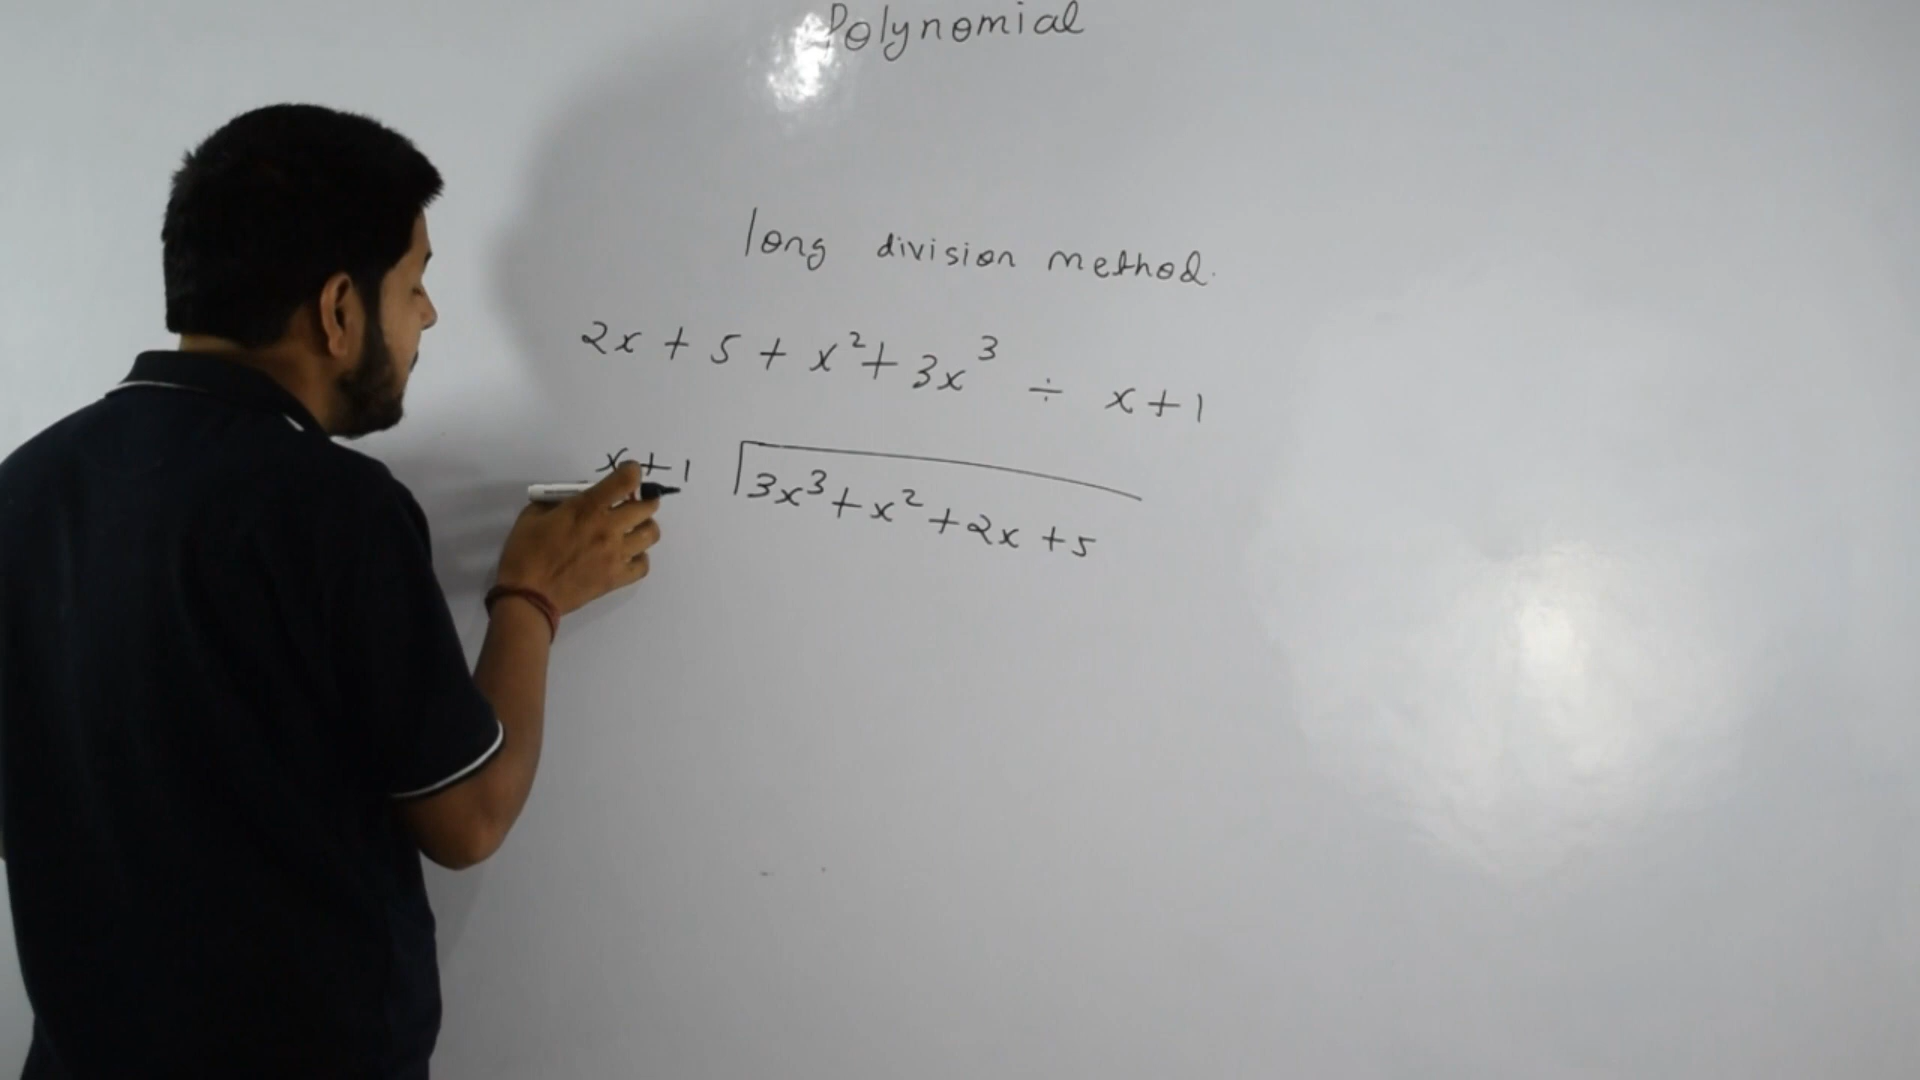 Polynomial
long division method.
2x + 5 + x² + 3x³ ÷ x + 1
x + 1 3x³ + x² + 2x + 5